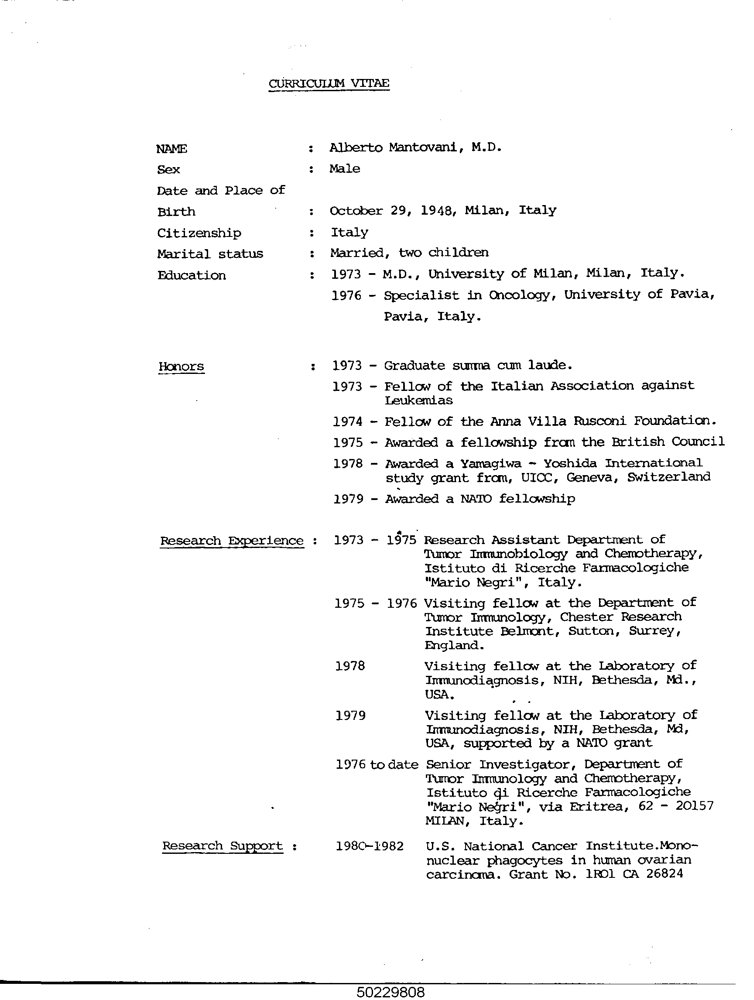 CURRICULUM VITAE
NAME : Alberto Mantovani, M.D.
Sex : Male
Date and Place of
Birth : October 29, 1948, Milan, Italy
Citizenship : Italy
Marital status : Married, two children
Education : 1973 - M.D., University of Milan, Milan, Italy.
1976 - Specialist in Oncology, University of Pavia,
Pavia, Italy.
Honors : 1973 - Graduate summa cum laude.
1973 - Fellow of the Italian Association against
Leukemias
1974 - Fellow of the Anna Villa Rusconi Foundation.
1975 - Awarded a fellowship from the British Council
1978 - Awarded a Yamagiwa - Yoshida International
study grant from, UICC, Geneva, Switzerland
1979 - Awarded a NATO fellowship
Research Experience : 1973 - 1975 Research Assistant Department of
Tumor Immunobiology and Chemotherapy,
Istituto di Ricerche Farmacologiche
"Mario Negri", Italy.
1975 - 1976 Visiting fellow at the Department of
Tumor Immunology, Chester Research
Institute Belmont, Sutton, Surrey,
England.
1978 Visiting fellow at the Laboratory of
Immunodiagnosis, NIH, Bethesda, Md.,
USA.
1979 Visiting fellow at the Laboratory of
Immunodiagnosis, NIH, Bethesda, Md,
USA, supported by a NATO grant
1976 to date Senior Investigator, Department of
Tumor Immunology and Chemotherapy,
Istituto di Ricerche Farmacologiche
"Mario Negri", via Eritrea, 62 - 20157
MILAN, Italy.
Research Support : 1980-1982 U.S. National Cancer Institute.Mono-
nuclear phagocytes in human ovarian
carcinoma. Grant No. 1RO1 CA 26824
50229808